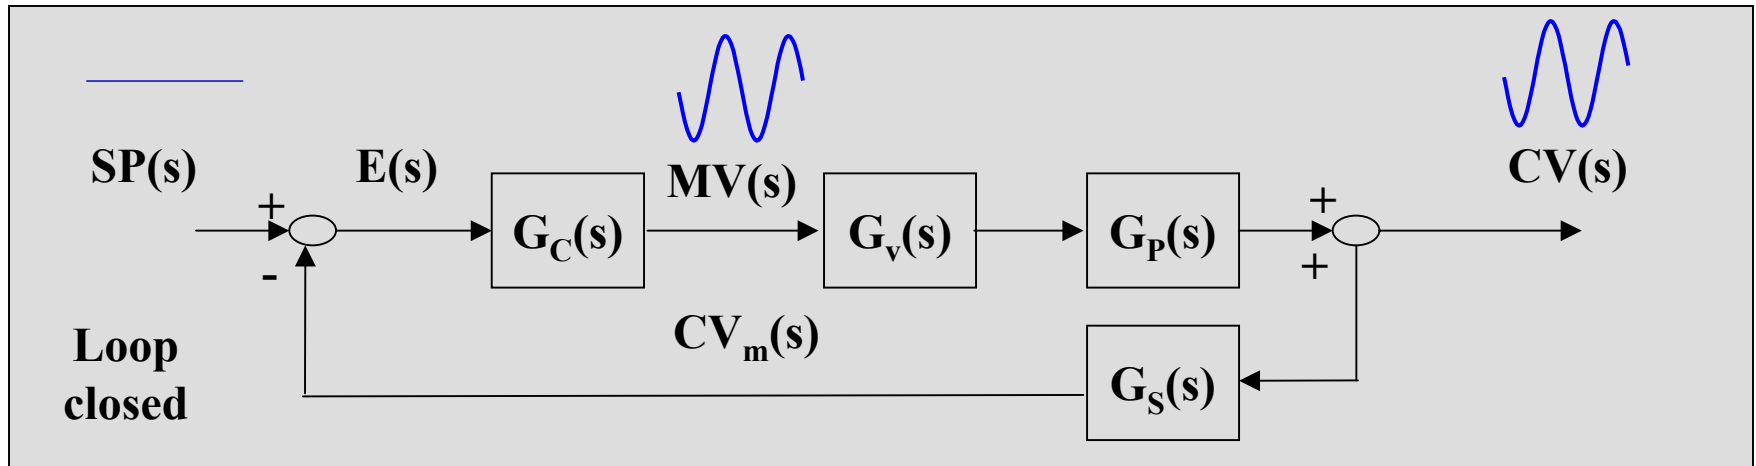 SP(s)
E(s)
MV(s)
CV(s)
+
-
G_C(s)
G_v(s)
G_P(s)
+
+
Loop
closed
CV_m(s)
G_S(s)